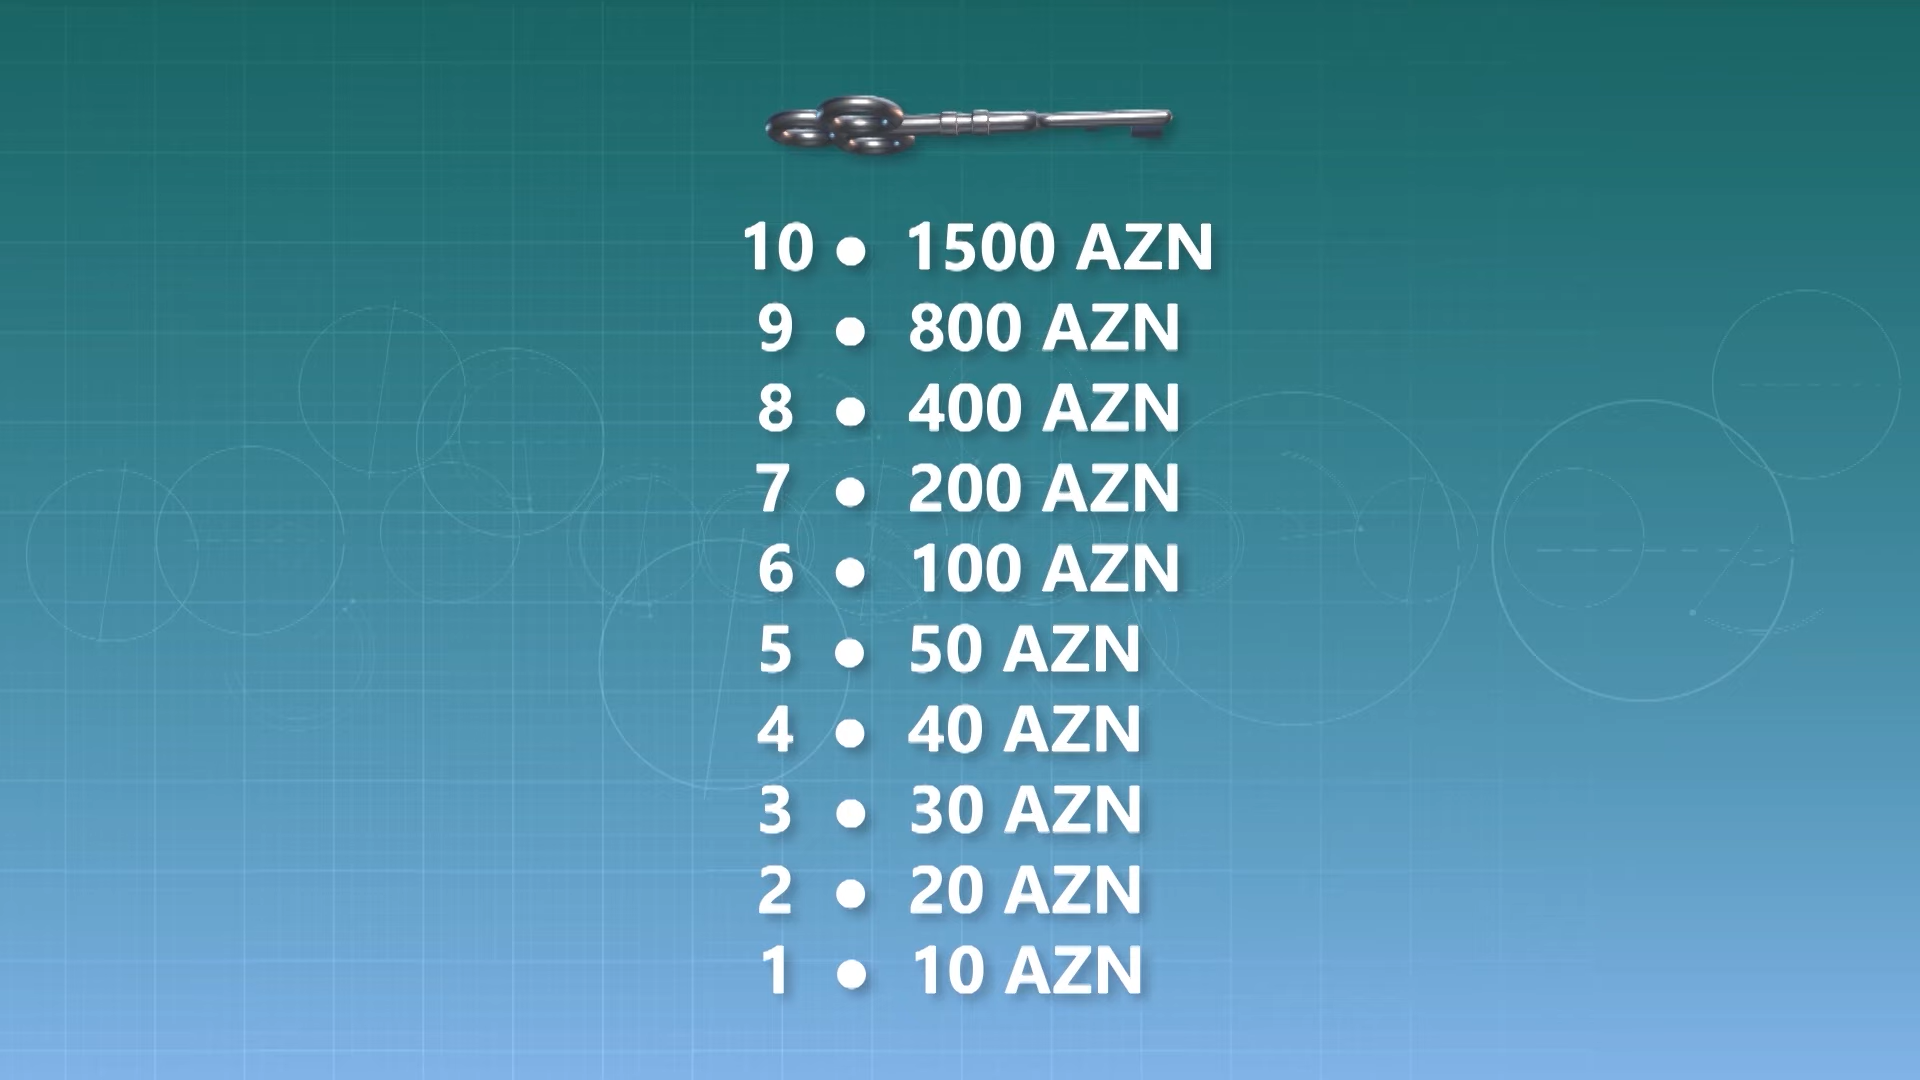 10 ● 1500 AZN
9 ● 800 AZN
8 ● 400 AZN
7 ● 200 AZN
6 ● 100 AZN
5 ● 50 AZN
4 ● 40 AZN
3 ● 30 AZN
2 ● 20 AZN
1 ● 10 AZN